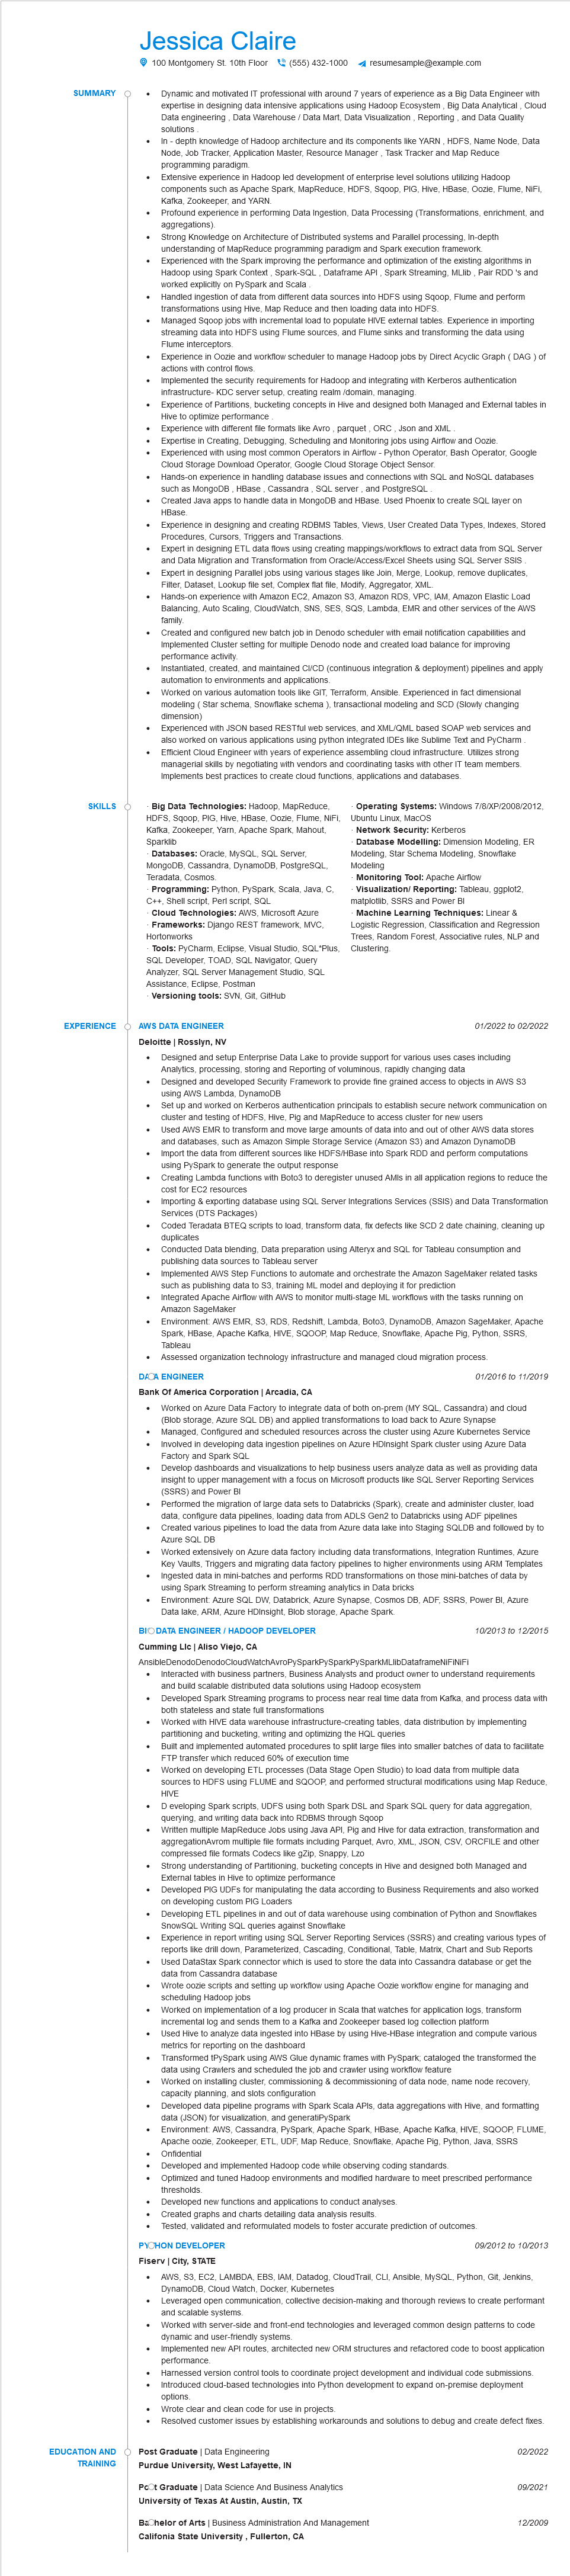 Jessica Claire
100 Montgomery St. 10th Floor (555) 432-1000 resumesample@example.com
SUMMARY
• Dynamic and motivated IT professional with around 7 years of experience as a Big Data Engineer with
expertise in designing data intensive applications using Hadoop Ecosystem , Big Data Analytical , Cloud
Data engineering , Data Warehouse / Data Mart, Data Visualization , Reporting , and Data Quality
solutions .
• In - depth knowledge of Hadoop architecture and its components like YARN , HDFS, Name Node, Data
Node, Job Tracker, Application Master, Resource Manager , Task Tracker and Map Reduce
programming paradigm.
• Extensive experience in Hadoop led development of enterprise level solutions utilizing Hadoop
components such as Apache Spark, MapReduce, HDFS, Sqoop, PIG, Hive, HBase, Oozie, Flume, NiFi,
Kafka, Zookeeper, and YARN.
• Profound experience in performing Data Ingestion, Data Processing (Transformations, enrichment, and
aggregations).
• Strong Knowledge on Architecture of Distributed systems and Parallel processing, In-depth
understanding of MapReduce programming paradigm and Spark execution framework.
• Experienced with the Spark improving the performance and optimization of the existing algorithms in
Hadoop using Spark Context , Spark-SQL , Dataframe API , Spark Streaming, MLlib , Pair RDD 's and
worked explicitly on PySpark and Scala .
• Handled ingestion of data from different data sources into HDFS using Sqoop, Flume and perform
transformations using Hive, Map Reduce and then loading data into HDFS.
• Managed Sqoop jobs with incremental load to populate HIVE external tables. Experience in importing
streaming data into HDFS using Flume sources, and Flume sinks and transforming the data using
Flume interceptors.
• Experience in Oozie and workflow scheduler to manage Hadoop jobs by Direct Acyclic Graph ( DAG ) of
actions with control flows.
• Implemented the security requirements for Hadoop and integrating with Kerberos authentication
infrastructure- KDC server setup, creating realm /domain, managing.
• Experience of Partitions, bucketing concepts in Hive and designed both Managed and External tables in
Hive to optimize performance .
• Experience with different file formats like Avro , parquet , ORC , Json and XML .
• Expertise in Creating, Debugging, Scheduling and Monitoring jobs using Airflow and Oozie.
• Experienced with using most common Operators in Airflow - Python Operator, Bash Operator, Google
Cloud Storage Download Operator, Google Cloud Storage Object Sensor.
• Hands-on experience in handling database issues and connections with SQL and NoSQL databases
such as MongoDB , HBase , Cassandra , SQL server , and PostgreSQL .
• Created Java apps to handle data in MongoDB and HBase. Used Phoenix to create SQL layer on
HBase.
• Experience in designing and creating RDBMS Tables, Views, User Created Data Types, Indexes, Stored
Procedures, Cursors, Triggers and Transactions.
• Expert in designing ETL data flows using creating mappings/workflows to extract data from SQL Server
and Data Migration and Transformation from Oracle/Access/Excel Sheets using SQL Server SSIS .
• Expert in designing Parallel jobs using various stages like Join, Merge, Lookup, remove duplicates,
Filter, Dataset, Lookup file set, Complex flat file, Modify, Aggregator, XML.
• Hands-on experience with Amazon EC2, Amazon S3, Amazon RDS, VPC, IAM, Amazon Elastic Load
Balancing, Auto Scaling, CloudWatch, SNS, SES, SQS, Lambda, EMR and other services of the AWS
family.
• Created and configured new batch job in Denodo scheduler with email notification capabilities and
Implemented Cluster setting for multiple Denodo node and created load balance for improving
performance activity.
• Instantiated, created, and maintained CI/CD (continuous integration & deployment) pipelines and apply
automation to environments and applications.
• Worked on various automation tools like GIT, Terraform, Ansible. Experienced in fact dimensional
modeling ( Star schema, Snowflake schema ), transactional modeling and SCD (Slowly changing
dimension)
• Experienced with JSON based RESTful web services, and XML/QML based SOAP web services and
also worked on various applications using python integrated IDEs like Sublime Text and PyCharm .
• Efficient Cloud Engineer with years of experience assembling cloud infrastructure. Utilizes strong
managerial skills by negotiating with vendors and coordinating tasks with other IT team members.
Implements best practices to create cloud functions, applications and databases.
SKILLS
· Big Data Technologies: Hadoop, MapReduce,
HDFS, Sqoop, PIG, Hive, HBase, Oozie, Flume, NiFi,
Kafka, Zookeeper, Yarn, Apache Spark, Mahout,
Sparklib
· Databases: Oracle, MySQL, SQL Server,
MongoDB, Cassandra, DynamoDB, PostgreSQL,
Teradata, Cosmos.
· Programming: Python, PySpark, Scala, Java, C,
C++, Shell script, Perl script, SQL
· Cloud Technologies: AWS, Microsoft Azure
· Frameworks: Django REST framework, MVC,
Hortonworks
· Tools: PyCharm, Eclipse, Visual Studio, SQL*Plus,
SQL Developer, TOAD, SQL Navigator, Query
Analyzer, SQL Server Management Studio, SQL
Assistance, Eclipse, Postman
· Versioning tools: SVN, Git, GitHub
· Operating Systems: Windows 7/8/XP/2008/2012,
Ubuntu Linux, MacOS
· Network Security: Kerberos
· Database Modelling: Dimension Modeling, ER
Modeling, Star Schema Modeling, Snowflake
Modeling
· Monitoring Tool: Apache Airflow
· Visualization/ Reporting: Tableau, ggplot2,
matplotlib, SSRS and Power BI
· Machine Learning Techniques: Linear &
Logistic Regression, Classification and Regression
Trees, Random Forest, Associative rules, NLP and
Clustering.
EXPERIENCE
AWS DATA ENGINEER 01/2022 to 02/2022
Deloitte | Rosslyn, NV
• Designed and setup Enterprise Data Lake to provide support for various uses cases including
Analytics, processing, storing and Reporting of voluminous, rapidly changing data
• Designed and developed Security Framework to provide fine grained access to objects in AWS S3
using AWS Lambda, DynamoDB
• Set up and worked on Kerberos authentication principals to establish secure network communication on
cluster and testing of HDFS, Hive, Pig and MapReduce to access cluster for new users
• Used AWS EMR to transform and move large amounts of data into and out of other AWS data stores
and databases, such as Amazon Simple Storage Service (Amazon S3) and Amazon DynamoDB
• Import the data from different sources like HDFS/HBase into Spark RDD and perform computations
using PySpark to generate the output response
• Creating Lambda functions with Boto3 to deregister unused AMIs in all application regions to reduce the
cost for EC2 resources
• Importing & exporting database using SQL Server Integrations Services (SSIS) and Data Transformation
Services (DTS Packages)
• Coded Teradata BTEQ scripts to load, transform data, fix defects like SCD 2 date chaining, cleaning up
duplicates
• Conducted Data blending, Data preparation using Alteryx and SQL for Tableau consumption and
publishing data sources to Tableau server
• Implemented AWS Step Functions to automate and orchestrate the Amazon SageMaker related tasks
such as publishing data to S3, training ML model and deploying it for prediction
• Integrated Apache Airflow with AWS to monitor multi-stage ML workflows with the tasks running on
Amazon SageMaker
• Environment: AWS EMR, S3, RDS, Redshift, Lambda, Boto3, DynamoDB, Amazon SageMaker, Apache
Spark, HBase, Apache Kafka, HIVE, SQOOP, Map Reduce, Snowflake, Apache Pig, Python, SSRS,
Tableau
• Assessed organization technology infrastructure and managed cloud migration process.
DATA ENGINEER 01/2016 to 11/2019
Bank Of America Corporation | Arcadia, CA
• Worked on Azure Data Factory to integrate data of both on-prem (MY SQL, Cassandra) and cloud
(Blob storage, Azure SQL DB) and applied transformations to load back to Azure Synapse
• Managed, Configured and scheduled resources across the cluster using Azure Kubernetes Service
• Involved in developing data ingestion pipelines on Azure HDInsight Spark cluster using Azure Data
Factory and Spark SQL
• Develop dashboards and visualizations to help business users analyze data as well as providing data
insight to upper management with a focus on Microsoft products like SQL Server Reporting Services
(SSRS) and Power BI
• Performed the migration of large data sets to Databricks (Spark), create and administer cluster, load
data, configure data pipelines, loading data from ADLS Gen2 to Databricks using ADF pipelines
• Created various pipelines to load the data from Azure data lake into Staging SQLDB and followed by to
Azure SQL DB
• Worked extensively on Azure data factory including data transformations, Integration Runtimes, Azure
Key Vaults, Triggers and migrating data factory pipelines to higher environments using ARM Templates
• Ingested data in mini-batches and performs RDD transformations on those mini-batches of data by
using Spark Streaming to perform streaming analytics in Data bricks
• Environment: Azure SQL DW, Databrick, Azure Synapse, Cosmos DB, ADF, SSRS, Power BI, Azure
Data lake, ARM, Azure HDInsight, Blob storage, Apache Spark.
BIG DATA ENGINEER / HADOOP DEVELOPER 10/2013 to 12/2015
Cumming Llc | Aliso Viejo, CA
AnsibleDenodoDenodoCloudWatchAvroPySparkPySparkPySparkMLlibDataframeNiFiNiFi
• Interacted with business partners, Business Analysts and product owner to understand requirements
and build scalable distributed data solutions using Hadoop ecosystem
• Developed Spark Streaming programs to process near real time data from Kafka, and process data with
both stateless and state full transformations
• Worked with HIVE data warehouse infrastructure-creating tables, data distribution by implementing
partitioning and bucketing, writing and optimizing the HQL queries
• Built and implemented automated procedures to split large files into smaller batches of data to facilitate
FTP transfer which reduced 60% of execution time
• Worked on developing ETL processes (Data Stage Open Studio) to load data from multiple data
sources to HDFS using FLUME and SQOOP, and performed structural modifications using Map Reduce,
HIVE
• D eveloping Spark scripts, UDFS using both Spark DSL and Spark SQL query for data aggregation,
querying, and writing data back into RDBMS through Sqoop
• Written multiple MapReduce Jobs using Java API, Pig and Hive for data extraction, transformation and
aggregationAvrom multiple file formats including Parquet, Avro, XML, JSON, CSV, ORCFILE and other
compressed file formats Codecs like gZip, Snappy, Lzo
• Strong understanding of Partitioning, bucketing concepts in Hive and designed both Managed and
External tables in Hive to optimize performance
• Developed PIG UDFs for manipulating the data according to Business Requirements and also worked
on developing custom PIG Loaders
• Developing ETL pipelines in and out of data warehouse using combination of Python and Snowflakes
SnowSQL Writing SQL queries against Snowflake
• Experience in report writing using SQL Server Reporting Services (SSRS) and creating various types of
reports like drill down, Parameterized, Cascading, Conditional, Table, Matrix, Chart and Sub Reports
• Used DataStax Spark connector which is used to store the data into Cassandra database or get the
data from Cassandra database
• Wrote oozie scripts and setting up workflow using Apache Oozie workflow engine for managing and
scheduling Hadoop jobs
• Worked on implementation of a log producer in Scala that watches for application logs, transform
incremental log and sends them to a Kafka and Zookeeper based log collection platform
• Used Hive to analyze data ingested into HBase by using Hive-HBase integration and compute various
metrics for reporting on the dashboard
• Transformed tPySpark using AWS Glue dynamic frames with PySpark; cataloged the transformed the
data using Crawlers and scheduled the job and crawler using workflow feature
• Worked on installing cluster, commissioning & decommissioning of data node, name node recovery,
capacity planning, and slots configuration
• Developed data pipeline programs with Spark Scala APIs, data aggregations with Hive, and formatting
data (JSON) for visualization, and generatiPySpark
• Environment: AWS, Cassandra, PySpark, Apache Spark, HBase, Apache Kafka, HIVE, SQOOP, FLUME,
Apache oozie, Zookeeper, ETL, UDF, Map Reduce, Snowflake, Apache Pig, Python, Java, SSRS
• Onfidential
• Developed and implemented Hadoop code while observing coding standards.
• Optimized and tuned Hadoop environments and modified hardware to meet prescribed performance
thresholds.
• Developed new functions and applications to conduct analyses.
• Created graphs and charts detailing data analysis results.
• Tested, validated and reformulated models to foster accurate prediction of outcomes.
PYTHON DEVELOPER 09/2012 to 10/2013
Fiserv | City, STATE
• AWS, S3, EC2, LAMBDA, EBS, IAM, Datadog, CloudTrail, CLI, Ansible, MySQL, Python, Git, Jenkins,
DynamoDB, Cloud Watch, Docker, Kubernetes
• Leveraged open communication, collective decision-making and thorough reviews to create performant
and scalable systems.
• Worked with server-side and front-end technologies and leveraged common design patterns to code
dynamic and user-friendly systems.
• Implemented new API routes, architected new ORM structures and refactored code to boost application
performance.
• Harnessed version control tools to coordinate project development and individual code submissions.
• Introduced cloud-based technologies into Python development to expand on-premise deployment
options.
• Wrote clear and clean code for use in projects.
• Resolved customer issues by establishing workarounds and solutions to debug and create defect fixes.
EDUCATION AND
TRAINING
Post Graduate | Data Engineering 02/2022
Purdue University, West Lafayette, IN
Post Graduate | Data Science And Business Analytics 09/2021
University of Texas At Austin, Austin, TX
Bachelor of Arts | Business Administration And Management 12/2009
Califonia State University , Fullerton, CA